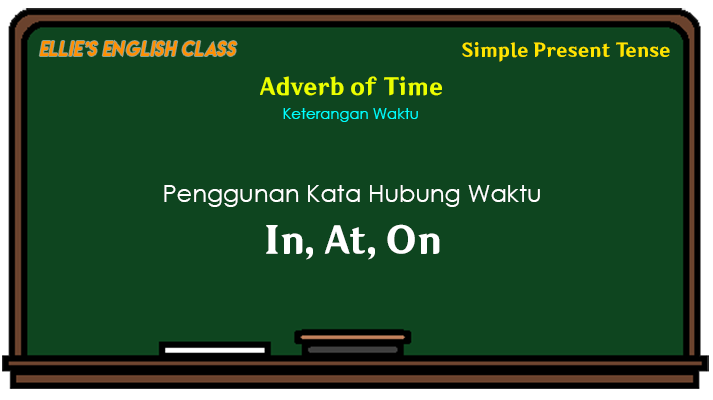 ELLIE'S ENGLISH CLASS
Simple Present Tense
Adverb of Time
Keterangan Waktu
Penggunan Kata Hubung Waktu
In, At, On